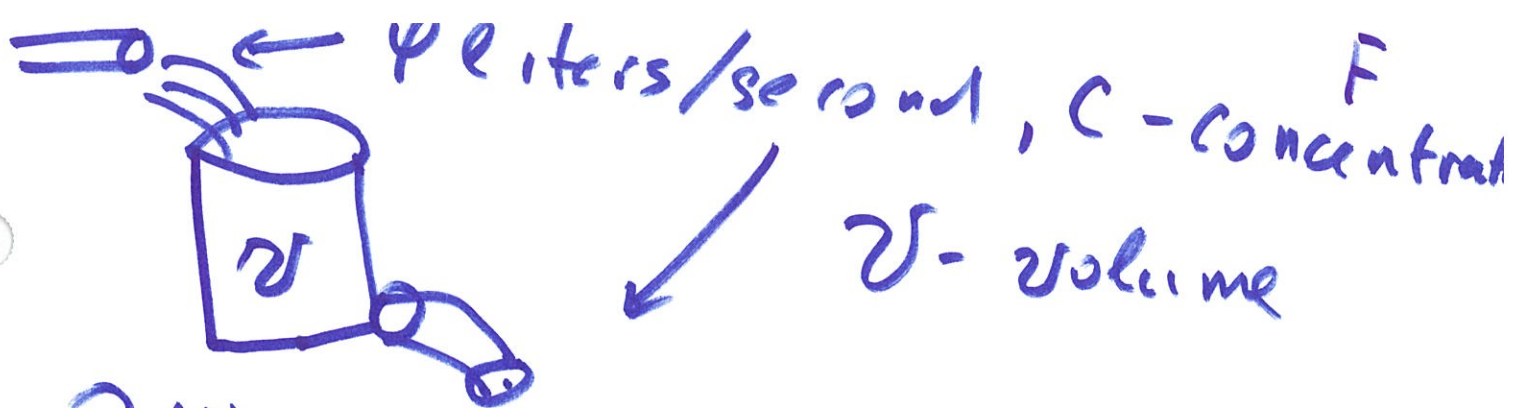 φ liters/second, C - concentrat
F
V
V - volume